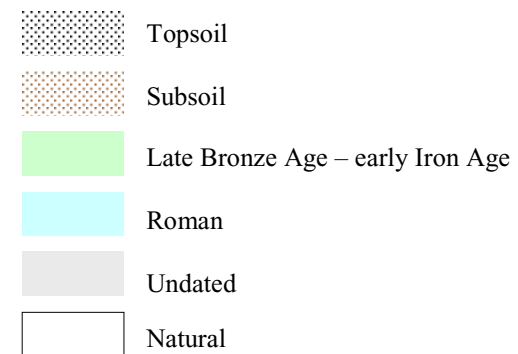 Topsoil
Subsoil
Late Bronze Age – early Iron Age
Roman
Undated
Natural